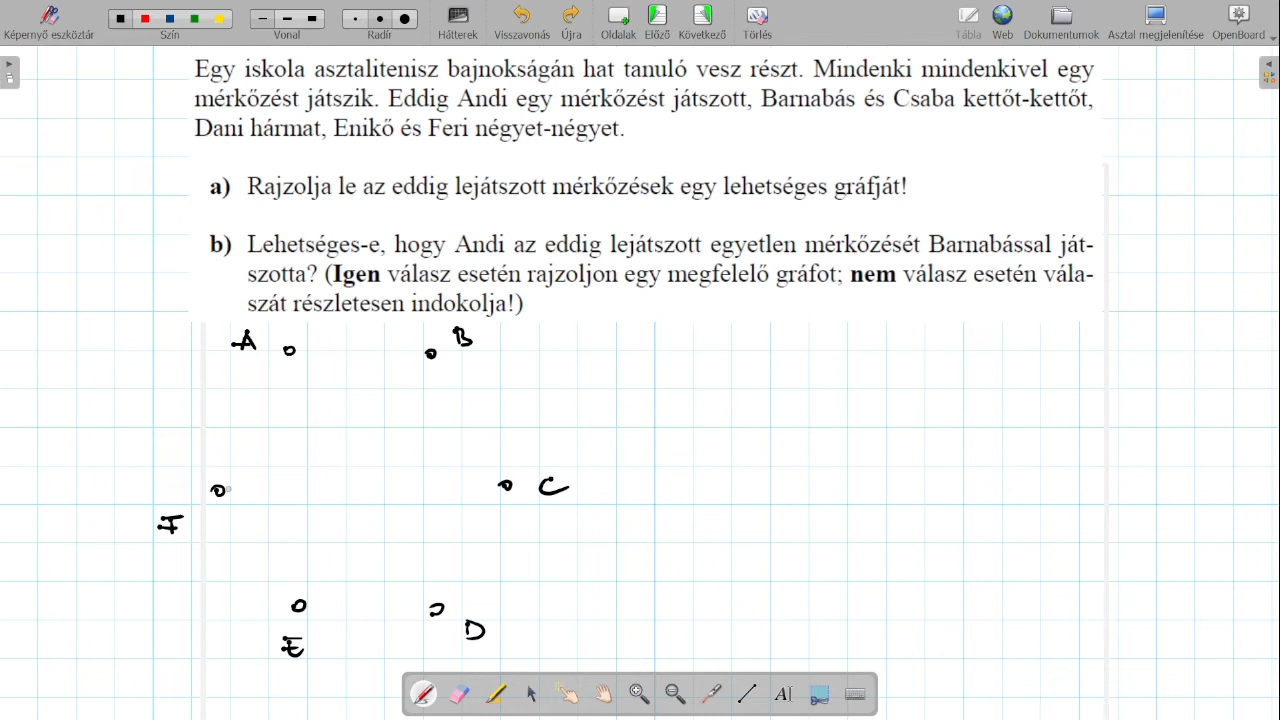 Képernyő eszköztár
Szín
Vonal
Radír
Hátterek
Visszavonás
Újra
Oldalak
Előző
Következő
Törlés
Tábla
Web
Dokumentumok
Asztal megjelenítése
OpenBoard
Egy iskola asztalitenisz bajnokságán hat tanuló vesz részt. Mindenki mindenkivel egy
mérkőzést játszik. Eddig Andi egy mérkőzést játszott, Barnabás és Csaba kettőt-kettőt,
Dani hármat, Enikő és Feri négyet-négyet.
a) Rajzolja le az eddig lejátszott mérkőzések egy lehetséges gráfját!
b) Lehetséges-e, hogy Andi az eddig lejátszott egyetlen mérkőzését Barnabással ját-
szotta? (Igen válasz esetén rajzoljon egy megfelelő gráfot; nem válasz esetén vála-
szát részletesen indokolja!)
A
B
C
F
D
E
AI